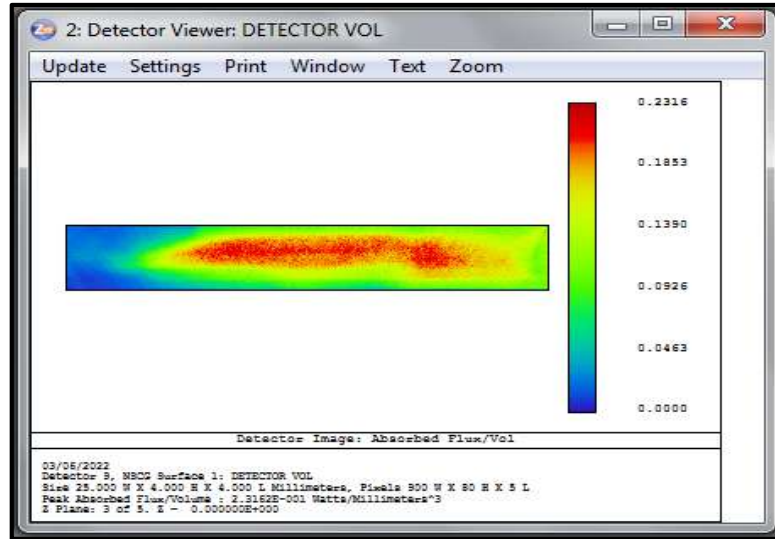 2: Detector Viewer: DETECTOR VOL
Update Settings Print Window Text Zoom
0.2316
0.1853
0.1390
0.0926
0.0463
0.0000
Detector Image: Absorbed Flux/Vol
03/06/2022
Detector 9, NSCG Surface 1: DETECTOR VOL
Size 25.000 W X 4.000 H X 4.000 L Millimeters, Pixels 900 W X 80 H X 5 L
Peak Absorbed Flux/Volume : 2.3162E-001 Watts/Millimeters^3
Z Plane: 3 of 5. Z = 0.000000E+000